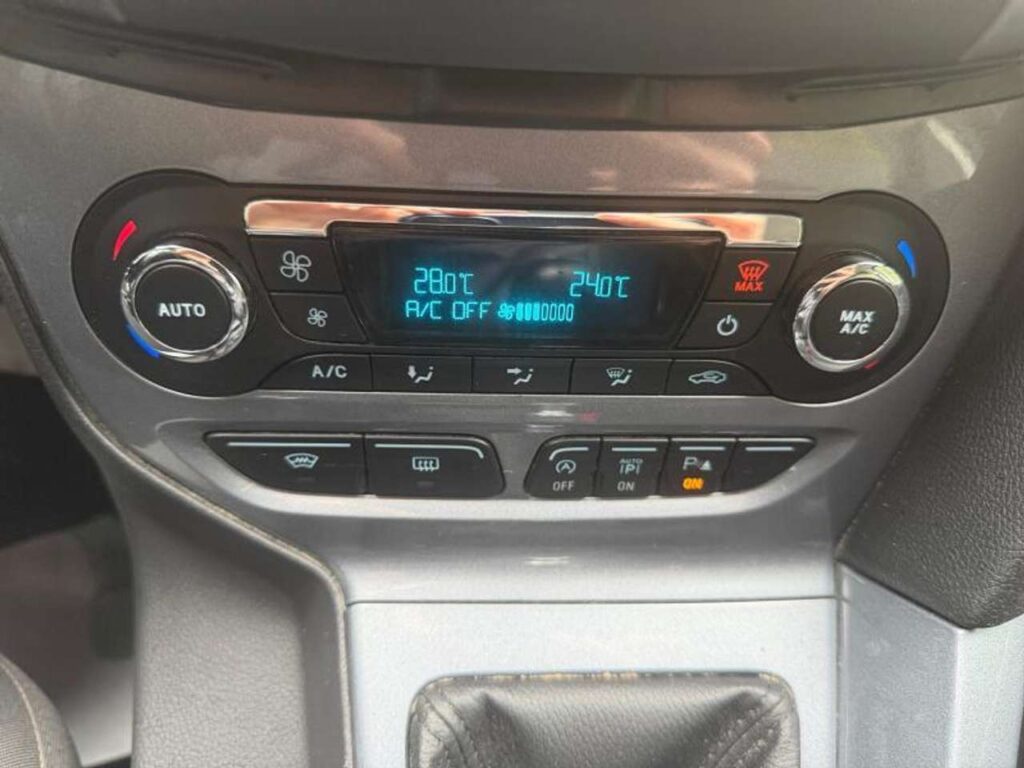 28.0°C 24.0°C
A/C OFF
AUTO
MAX
MAX
A/C
A/C
OFF
AUTO
P
ON
P
ON